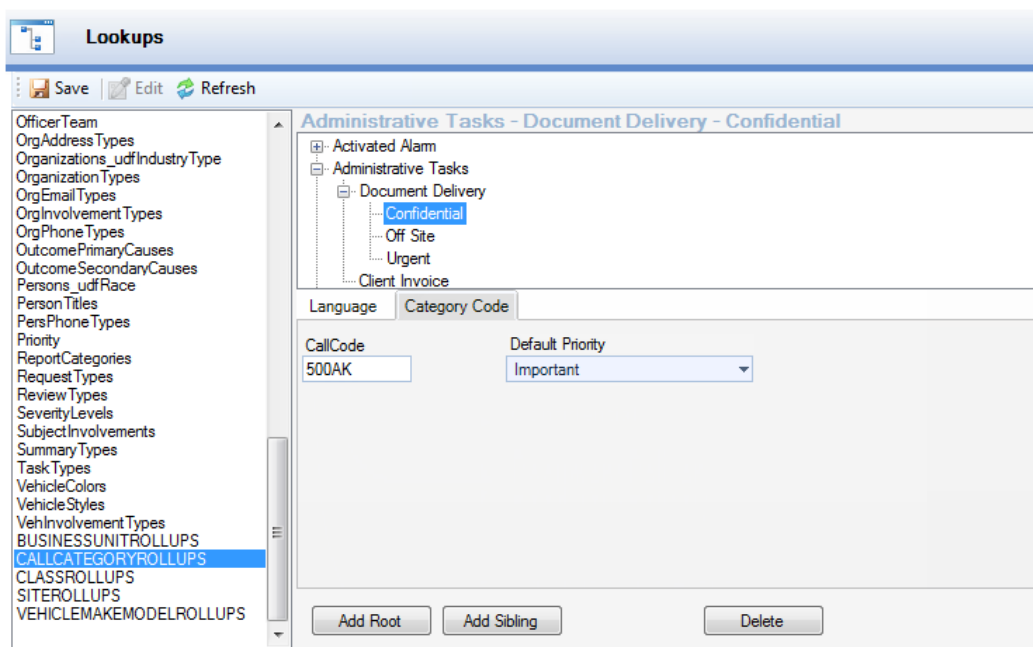 Lookups
Save Edit Refresh
OfficerTeam
OrgAddressTypes
Organizations_udfIndustryType
OrganizationTypes
OrgEmailTypes
OrgInvolvementTypes
OrgPhoneTypes
OutcomePrimaryCauses
OutcomeSecondaryCauses
Persons_udfRace
PersonTitles
PersPhoneTypes
Priority
ReportCategories
RequestTypes
ReviewTypes
SeverityLevels
SubjectInvolvements
SummaryTypes
TaskTypes
VehicleColors
VehicleStyles
VehInvolvementTypes
BUSINESSUNITROLLUPS
CALLCATEGORYROLLUPS
CLASSROLLUPS
SITEROLLUPS
VEHICLEMAKEMODELROLLUPS
Administrative Tasks - Document Delivery - Confidential
Activated Alarm
Administrative Tasks
Document Delivery
Confidential
Off Site
Urgent
Client Invoice
Language Category Code
CallCode Default Priority
500AK Important
Add Root Add Sibling Delete